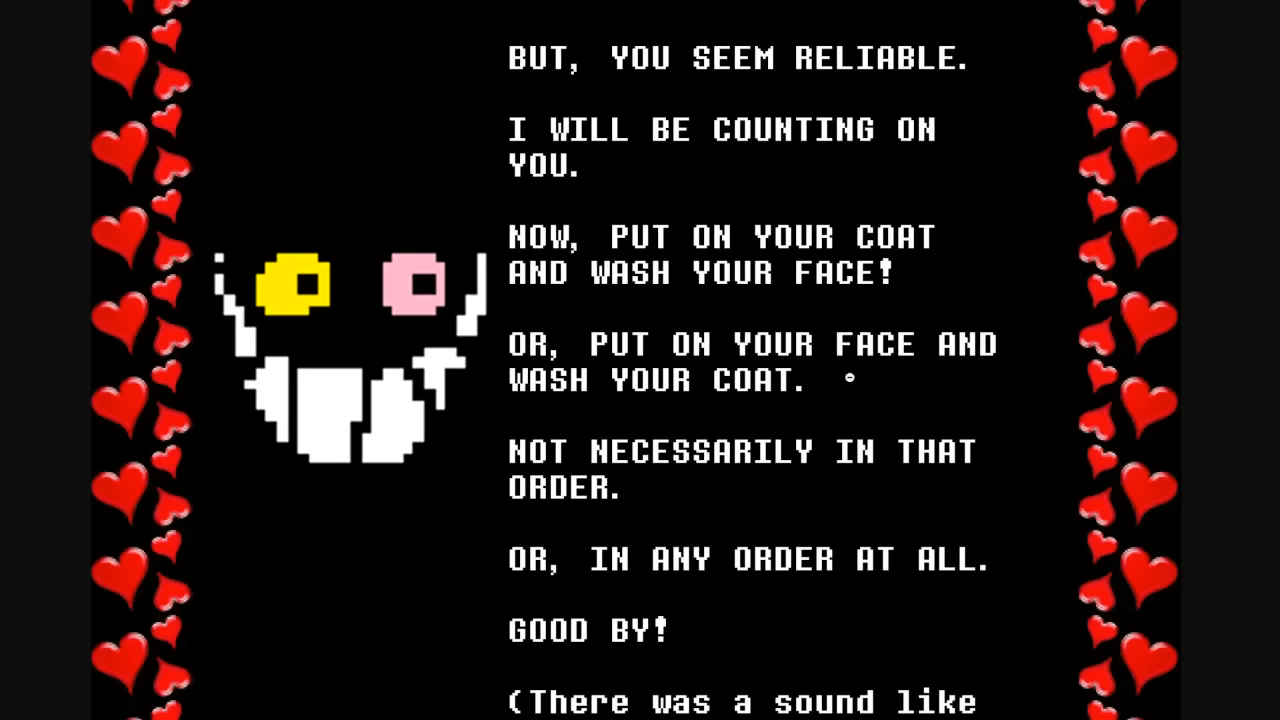 BUT, YOU SEEM RELIABLE.
I WILL BE COUNTING ON
YOU.
NOW, PUT ON YOUR COAT
AND WASH YOUR FACE!
OR, PUT ON YOUR FACE AND
WASH YOUR COAT.
NOT NECESSARILY IN THAT
ORDER.
OR, IN ANY ORDER AT ALL.
GOOD BY!
(There was a sound like